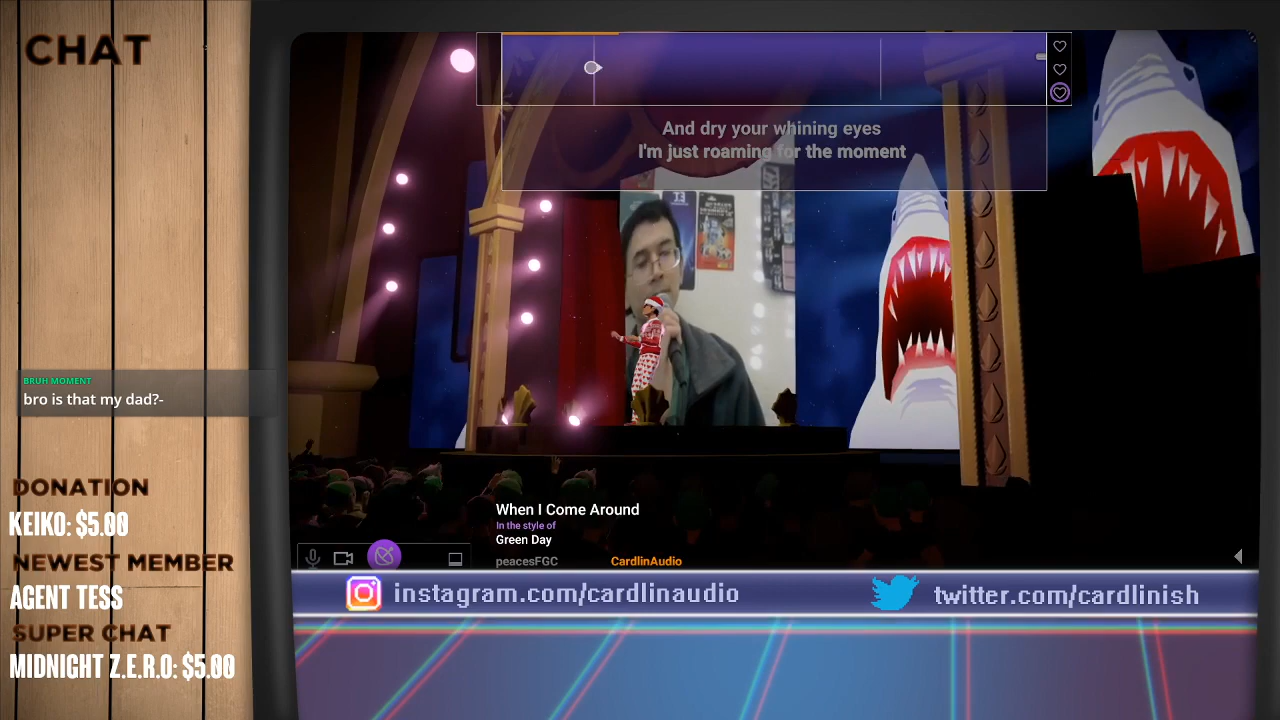 CHAT
And dry your whining eyes
I'm just roaming for the moment
13
BRUH MOMENT
bro is that my dad?-
DONATION
KEIKO: $5.00
NEWEST MEMBER
AGENT TESS
SUPER CHAT
MIDNIGHT Z.E.R.O: $5.00
When I Come Around
In the style of
Green Day
peacesFGC CardlinAudio
instagram.com/cardlinaudio
twitter.com/cardlinish